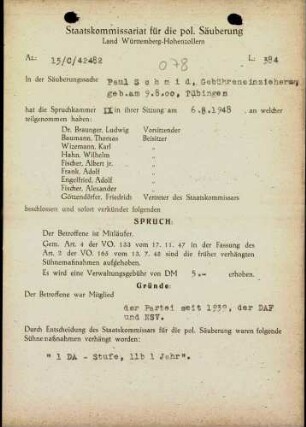 Staatskommissariat für die pol. Säuberung
Land Württemberg-Hohenzollern
Az: 15/C/42482
078
L: 384
In der Säuberungssache Paul Schmid, Gebühreneinzieher
geb.am 9.8.00, Tübingen
hat die Spruchkammer IX in ihrer Sitzung am 6.8.1948 an welcher
teilgenommen haben:
Dr. Breunger, Ludwig Vorsitzender
Baumann, Thomas Beisitzer
Witzemann, Karl "
Hahn, Wilhelm "
Fischer, Albert jr. "
Frank, Adolf "
Engelfried, Adolf "
Fischer, Alexander "
Friedrich Vertreter des Staatskommissars
beschlossen und sofort verkündet folgenden
SPRUCH:
Der Betroffene ist Mitläufer.
Gem. Art. 4 der VO. 133 vom 17. 11. 47 in der Fassung des
Art. 2 der VO. 165 vom 13. 7. 48 sind die früher verhängten
Sühnemaßnahmen aufgehoben.
Es wird eine Verwaltungsgebühr von DM 5.- erhoben.
Gründe:
Der Betroffene war Mitglied
der Partei seit 1939, der DAF
und NSV.
Durch Entscheidung des Staatskommissars für die pol. Säuberung waren folgende
Sühnemaßnahmen verhängt worden:
"1 DA - Stufe, llb 1 Jahr".